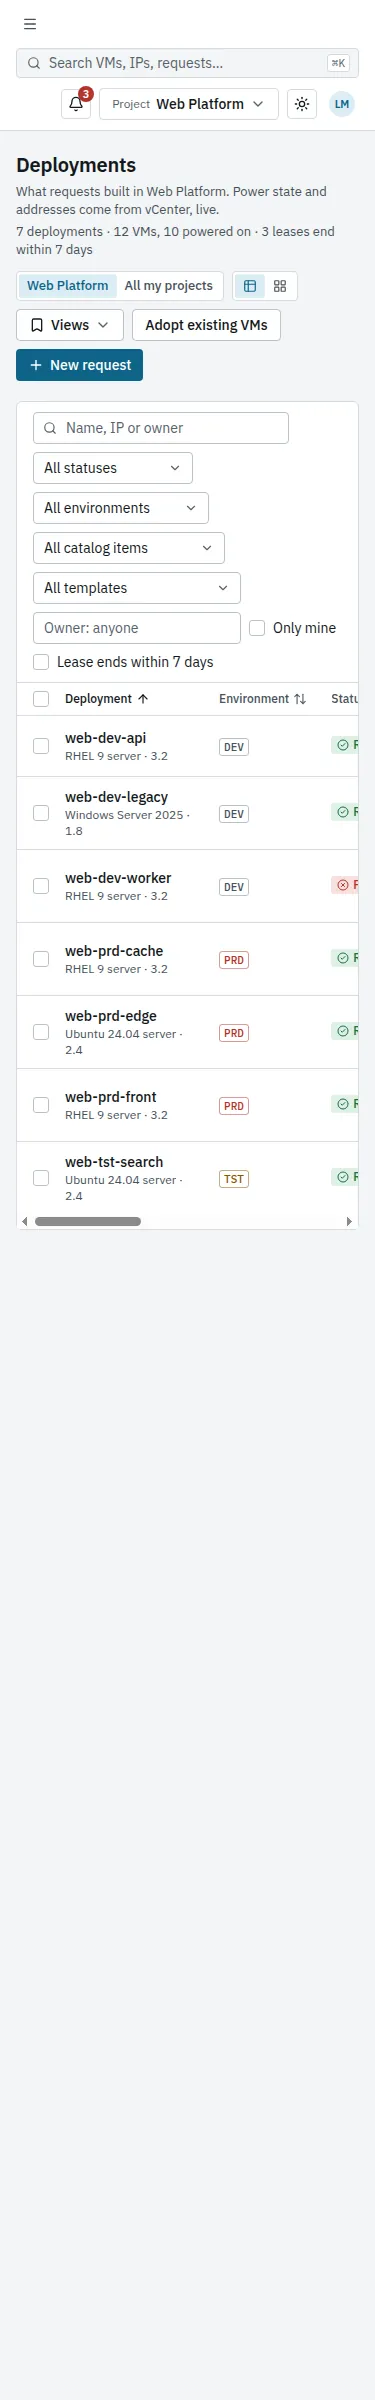 Search VMs, IPs, requests...
⌘K
3
Project Web Platform
LM
Deployments
What requests built in Web Platform. Power state and
addresses come from vCenter, live.
7 deployments · 12 VMs, 10 powered on · 3 leases end
within 7 days
Web Platform All my projects
Views
Adopt existing VMs
New request
Name, IP or owner
All statuses
All environments
All catalog items
All templates
Owner: anyone
Only mine
Lease ends within 7 days
Deployment Environment
web-dev-api
RHEL 9 server · 3.2
DEV
web-dev-legacy
Windows Server 2025 ·
1.8
DEV
web-dev-worker
RHEL 9 server · 3.2
DEV
web-prd-cache
RHEL 9 server · 3.2
PRD
web-prd-edge
Ubuntu 24.04 server ·
2.4
PRD
web-prd-front
RHEL 9 server · 3.2
PRD
web-tst-search
Ubuntu 24.04 server ·
2.4
TST